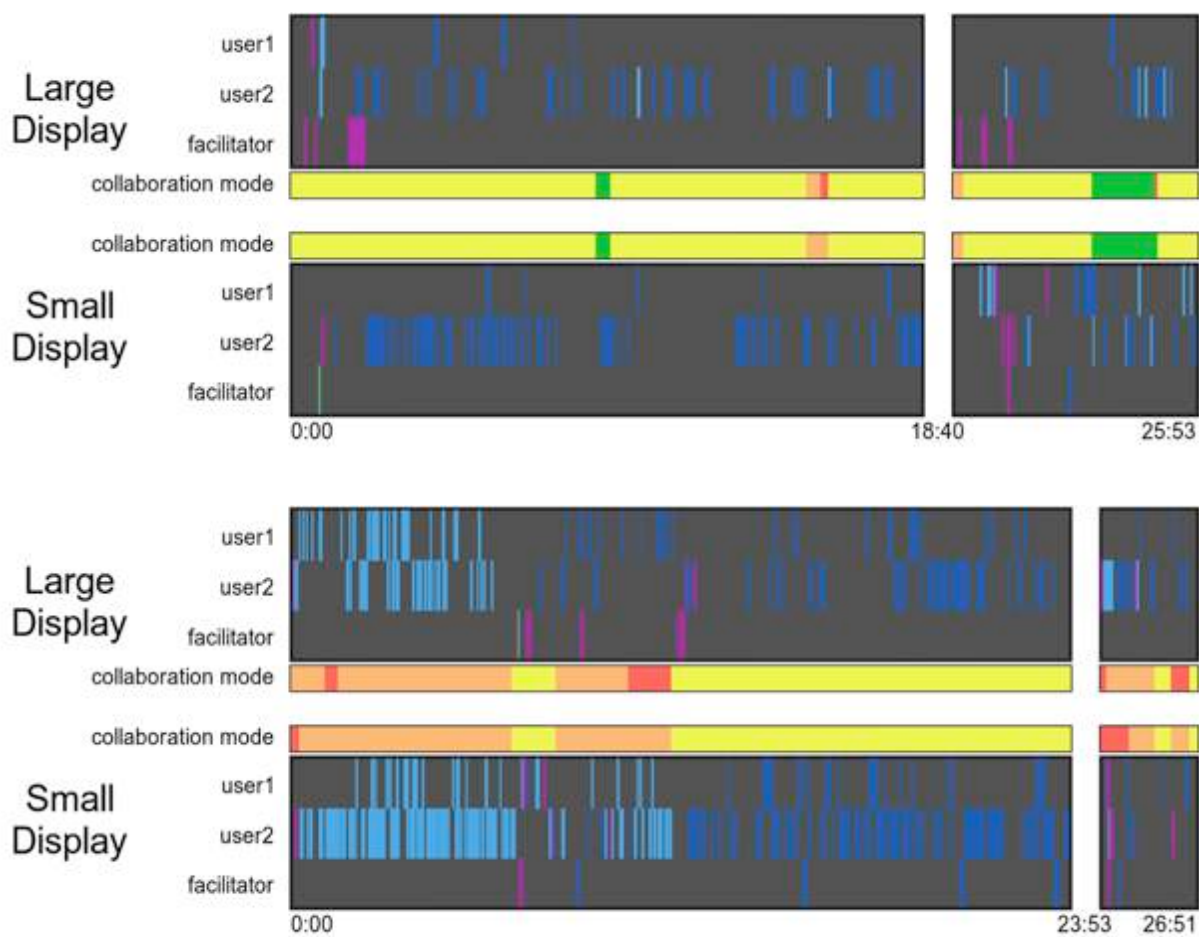 Large
Display
user1
user2
facilitator
collaboration mode
collaboration mode
Small
Display
user1
user2
facilitator
0:00
18:40
25:53
Large
Display
user1
user2
facilitator
collaboration mode
collaboration mode
Small
Display
user1
user2
facilitator
0:00
23:53
26:51